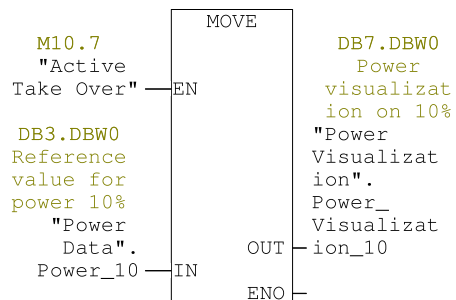 MOVE
M10.7
"Active
Take Over"
EN
DB3.DBW0
Reference
value for
power 10%
"Power
Data".
Power_10
IN
DB7.DBW0
Power
visualizat
ion on 10%
"Power
Visualizat
ion".
Power_
Visualizat
ion_10
OUT
ENO